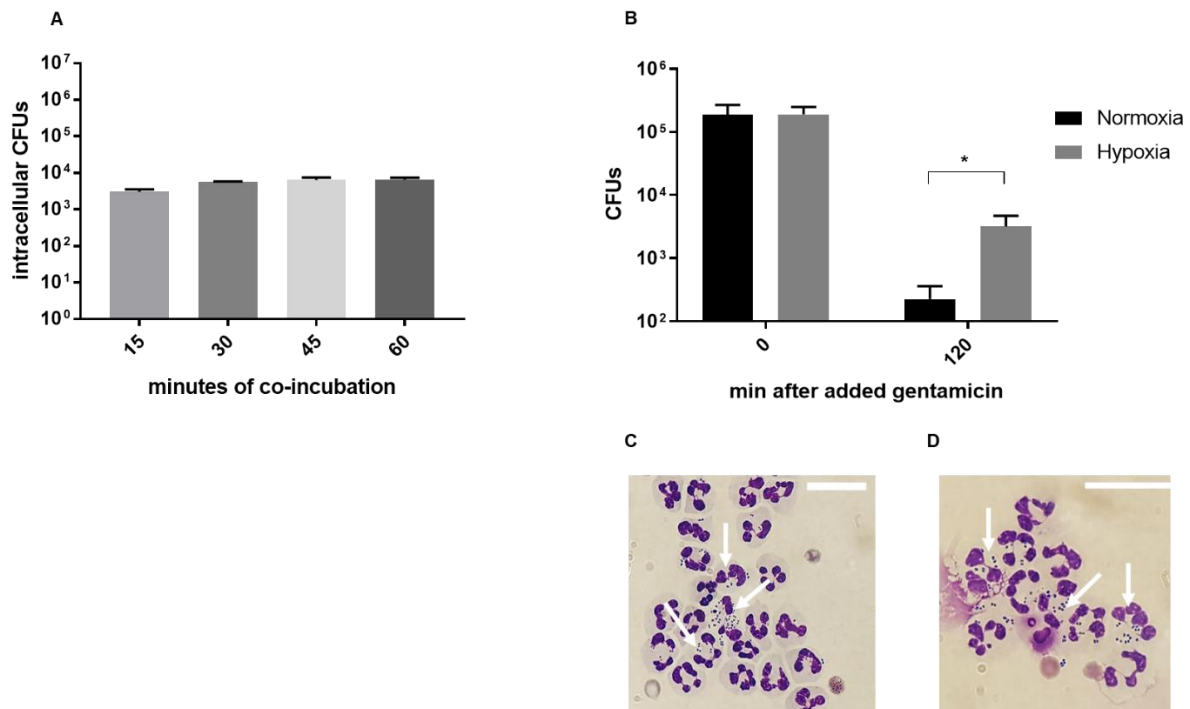 A
10⁷
10⁶
10⁵
10⁴
10³
10²
10¹
10⁰
intracellular CFUs
15
30
45
60
minutes of co-incubation
B
10⁶
10⁵
10⁴
10³
10²
CFUs
*
Normoxia
Hypoxia
0
120
min after added gentamicin
C
D